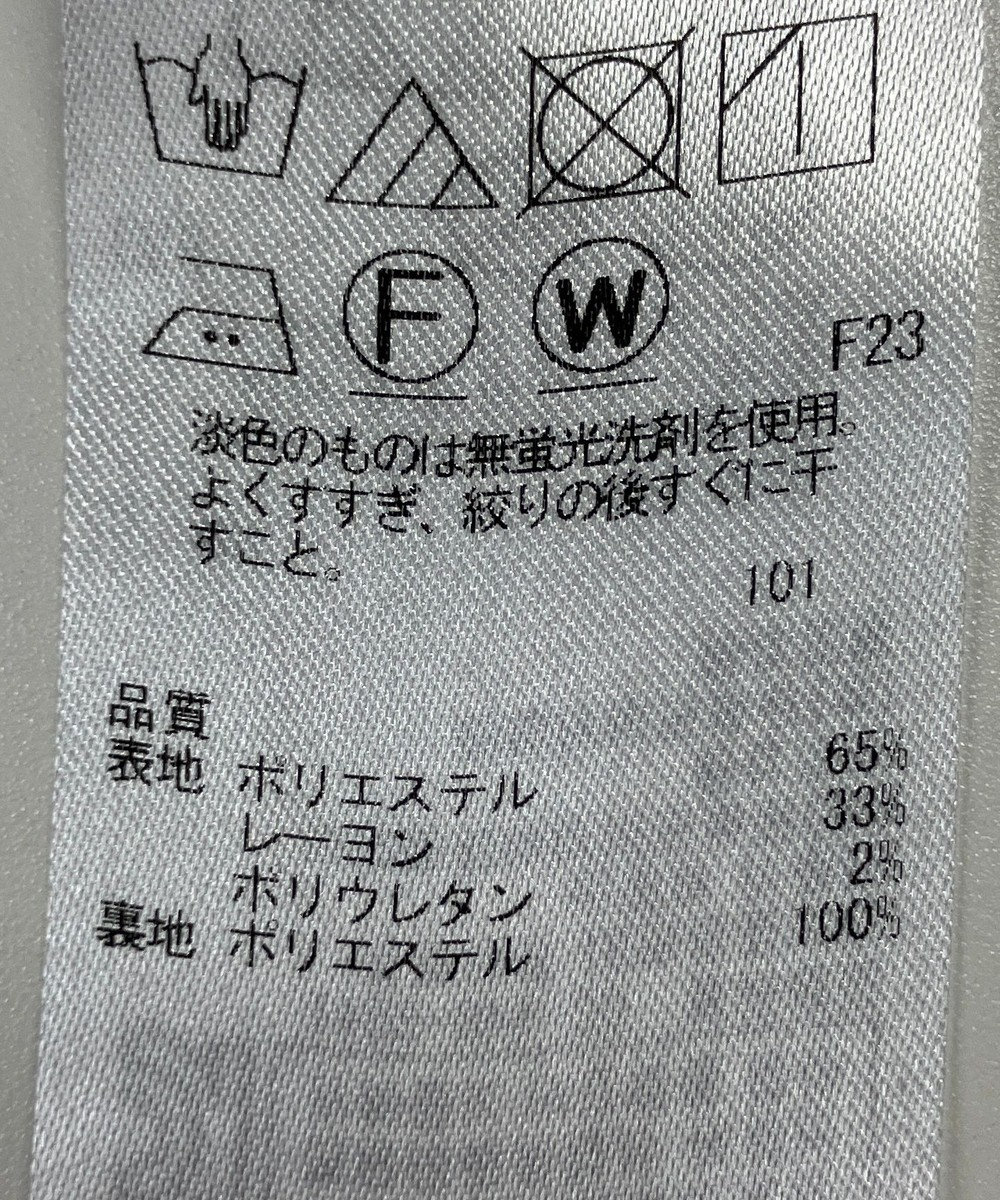 F
W
F23
淡色のものは無蛍光洗剤を使用。
よくすすぎ、絞りの後すぐに干
すこと。
101
品質
表地 ポリエステル 65%
レーヨン 33%
ポリウレタン 2%
裏地 ポリエステル 100%